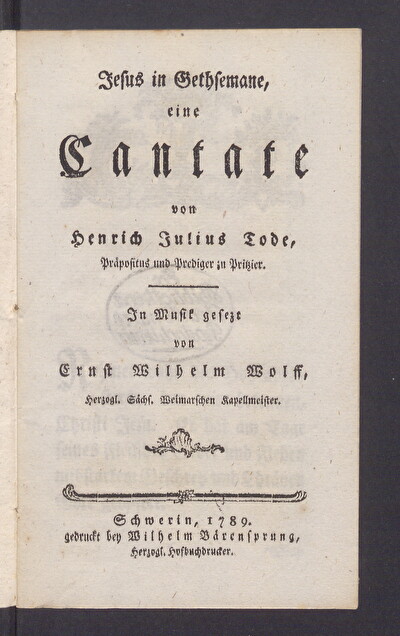 Jesus in Gethsemane,
eine
Cantate
von
Henrich Julius Tode,
Präpositus und Prediger zu Pritzier.
In Musik gesezt
von
Ernst Wilhelm Wolff,
Herzogl. Sächs. Weimarschen Kapellmeister.
Schwerin, 1789.
gedruckt bey Wilhelm Bärensprung,
Herzogl. Hofbuchdrucker.